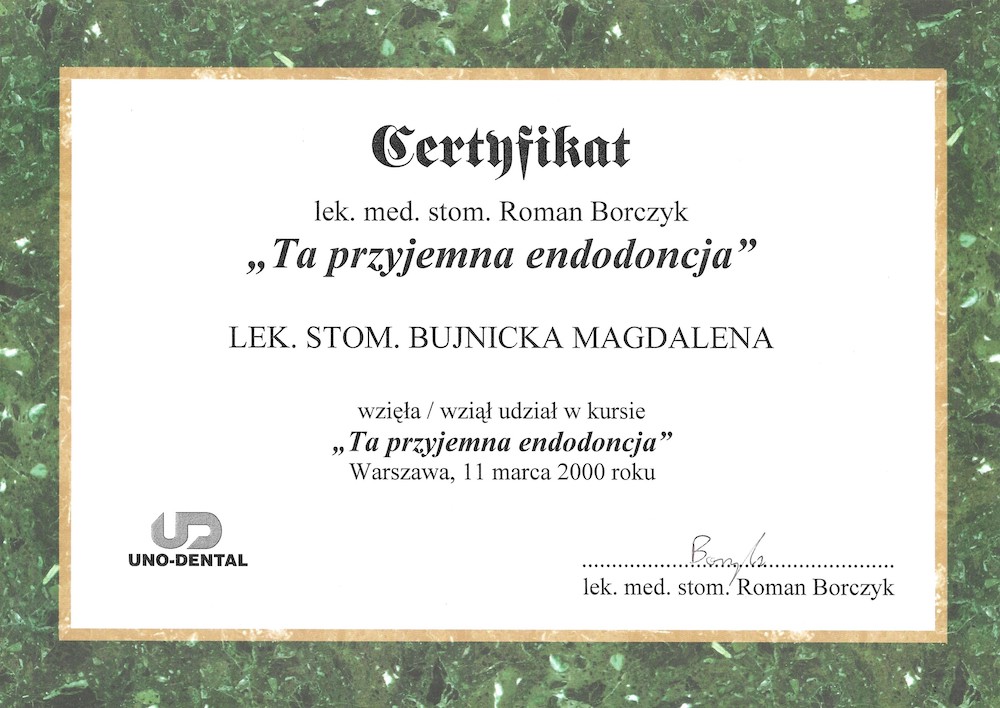 Certyfikat
lek. med. stom. Roman Borczyk
„Ta przyjemna endodoncja”
LEK. STOM. BUJNICKA MAGDALENA
wzięła / wziął udział w kursie
„Ta przyjemna endodoncja”
Warszawa, 11 marca 2000 roku
UD
UNO-DENTAL
lek. med. stom. Roman Borczyk